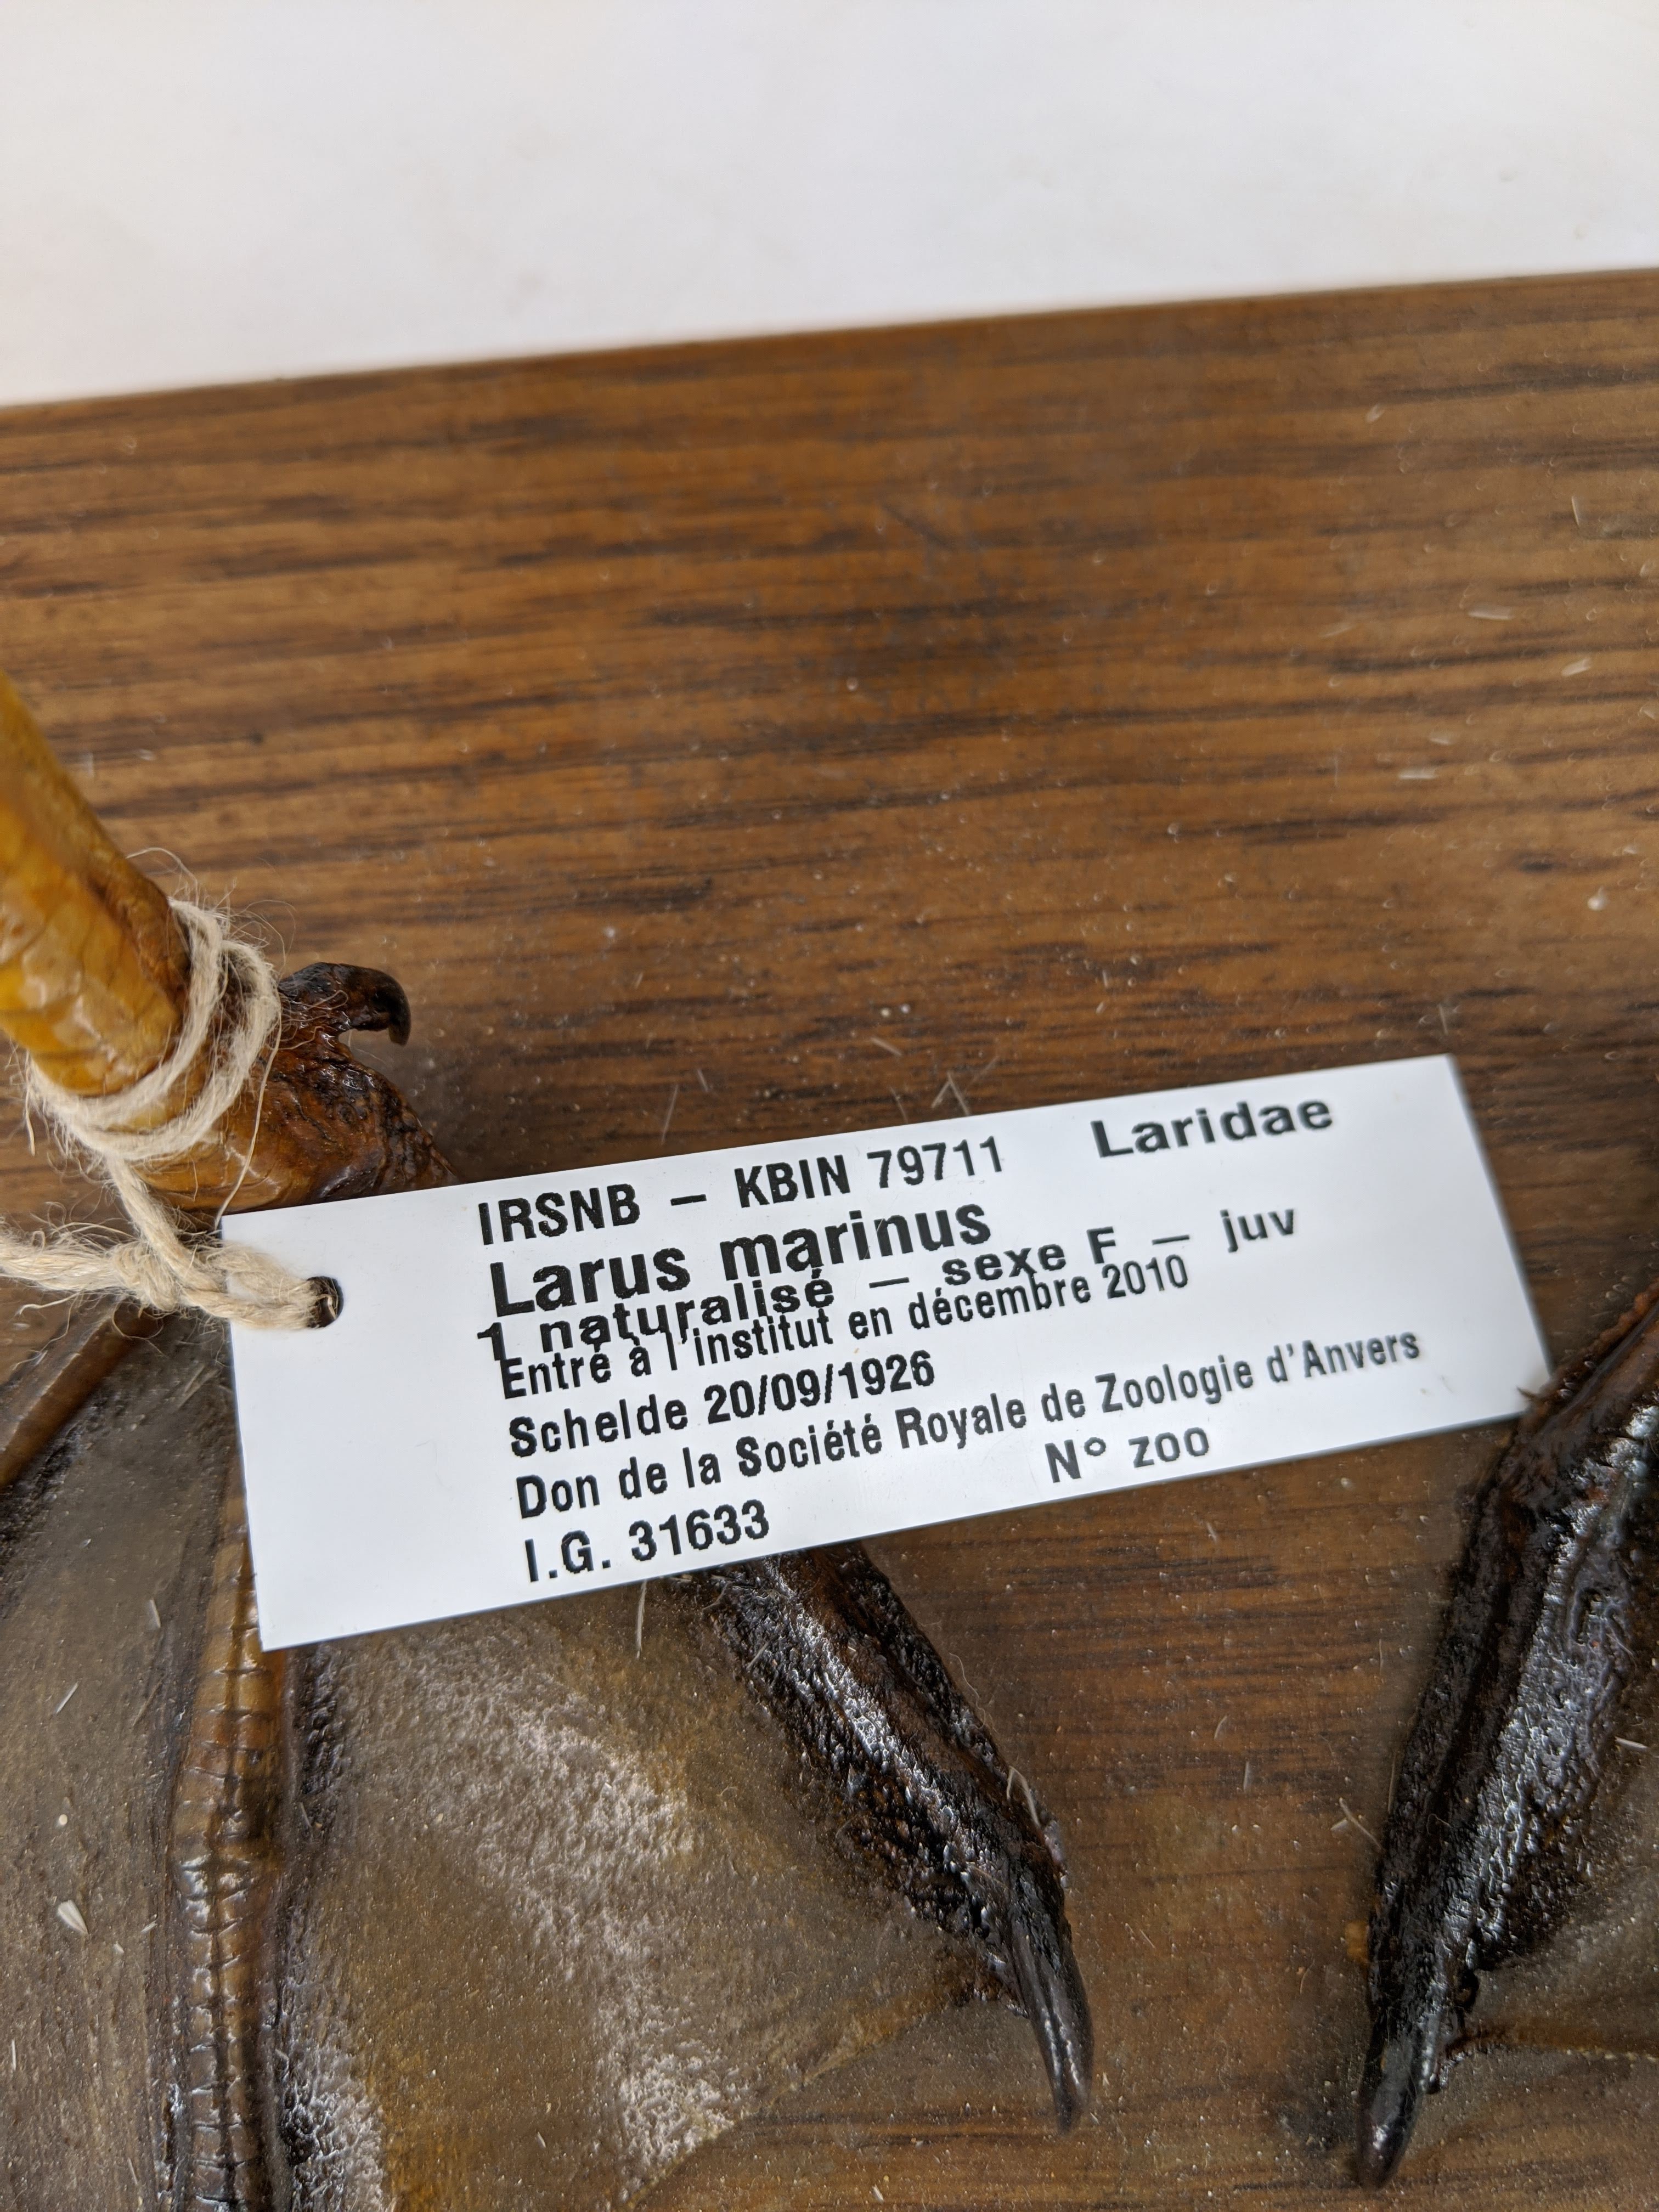 IRSNB – KBIN 79711 Laridae
Larus marinus
1 naturalisé – sexe F – juv
Entré à l'institut en décembre 2010
Schelde 20/09/1926
Don de la Société Royale de Zoologie d'Anvers
I.G. 31633 N° zoo